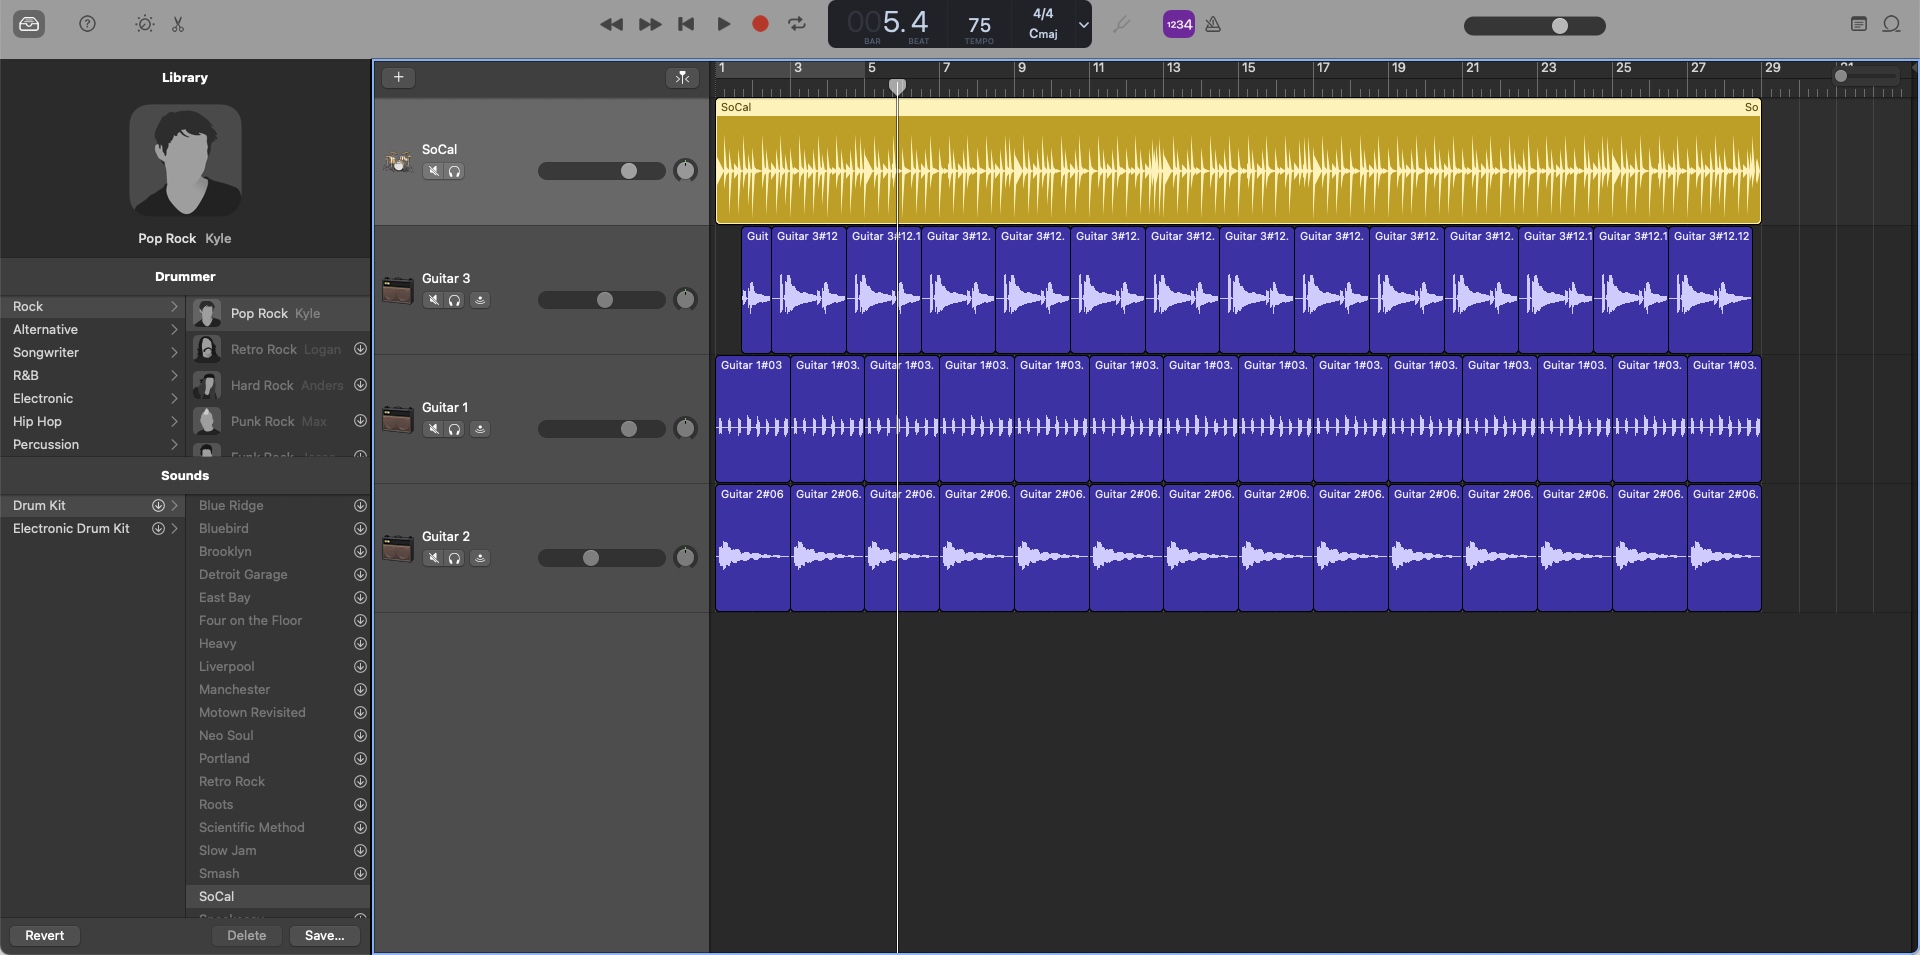 005.4
BAR BEAT
75
TEMPO
4/4
Cmaj
1234
Library
Pop Rock Kyle
Drummer
Rock
Alternative
Songwriter
R&B
Electronic
Hip Hop
Percussion
Pop Rock Kyle
Retro Rock Logan
Hard Rock Anders
Punk Rock Max
Sounds
Drum Kit
Electronic Drum Kit
Blue Ridge
Bluebird
Brooklyn
Detroit Garage
East Bay
Four on the Floor
Heavy
Liverpool
Manchester
Motown Revisited
Neo Soul
Portland
Retro Rock
Roots
Scientific Method
Slow Jam
Smash
SoCal
Revert
Delete
Save...
1 3 5 7 9 11 13 15 17 19 21 23 25 27 29
SoCal
SoCal So
Guitar 3
Guit Guitar 3#12 Guitar 3#12.1 Guitar 3#12. Guitar 3#12. Guitar 3#12. Guitar 3#12. Guitar 3#12. Guitar 3#12. Guitar 3#12. Guitar 3#12. Guitar 3#12.1 Guitar 3#12.1 Guitar 3#12.12
Guitar 1
Guitar 1#03 Guitar 1#03. Guitar 1#03. Guitar 1#03. Guitar 1#03. Guitar 1#03. Guitar 1#03. Guitar 1#03. Guitar 1#03. Guitar 1#03. Guitar 1#03. Guitar 1#03. Guitar 1#03. Guitar 1#03.
Guitar 2
Guitar 2#06 Guitar 2#06. Guitar 2#06. Guitar 2#06. Guitar 2#06. Guitar 2#06. Guitar 2#06. Guitar 2#06. Guitar 2#06. Guitar 2#06. Guitar 2#06. Guitar 2#06. Guitar 2#06. Guitar 2#06.